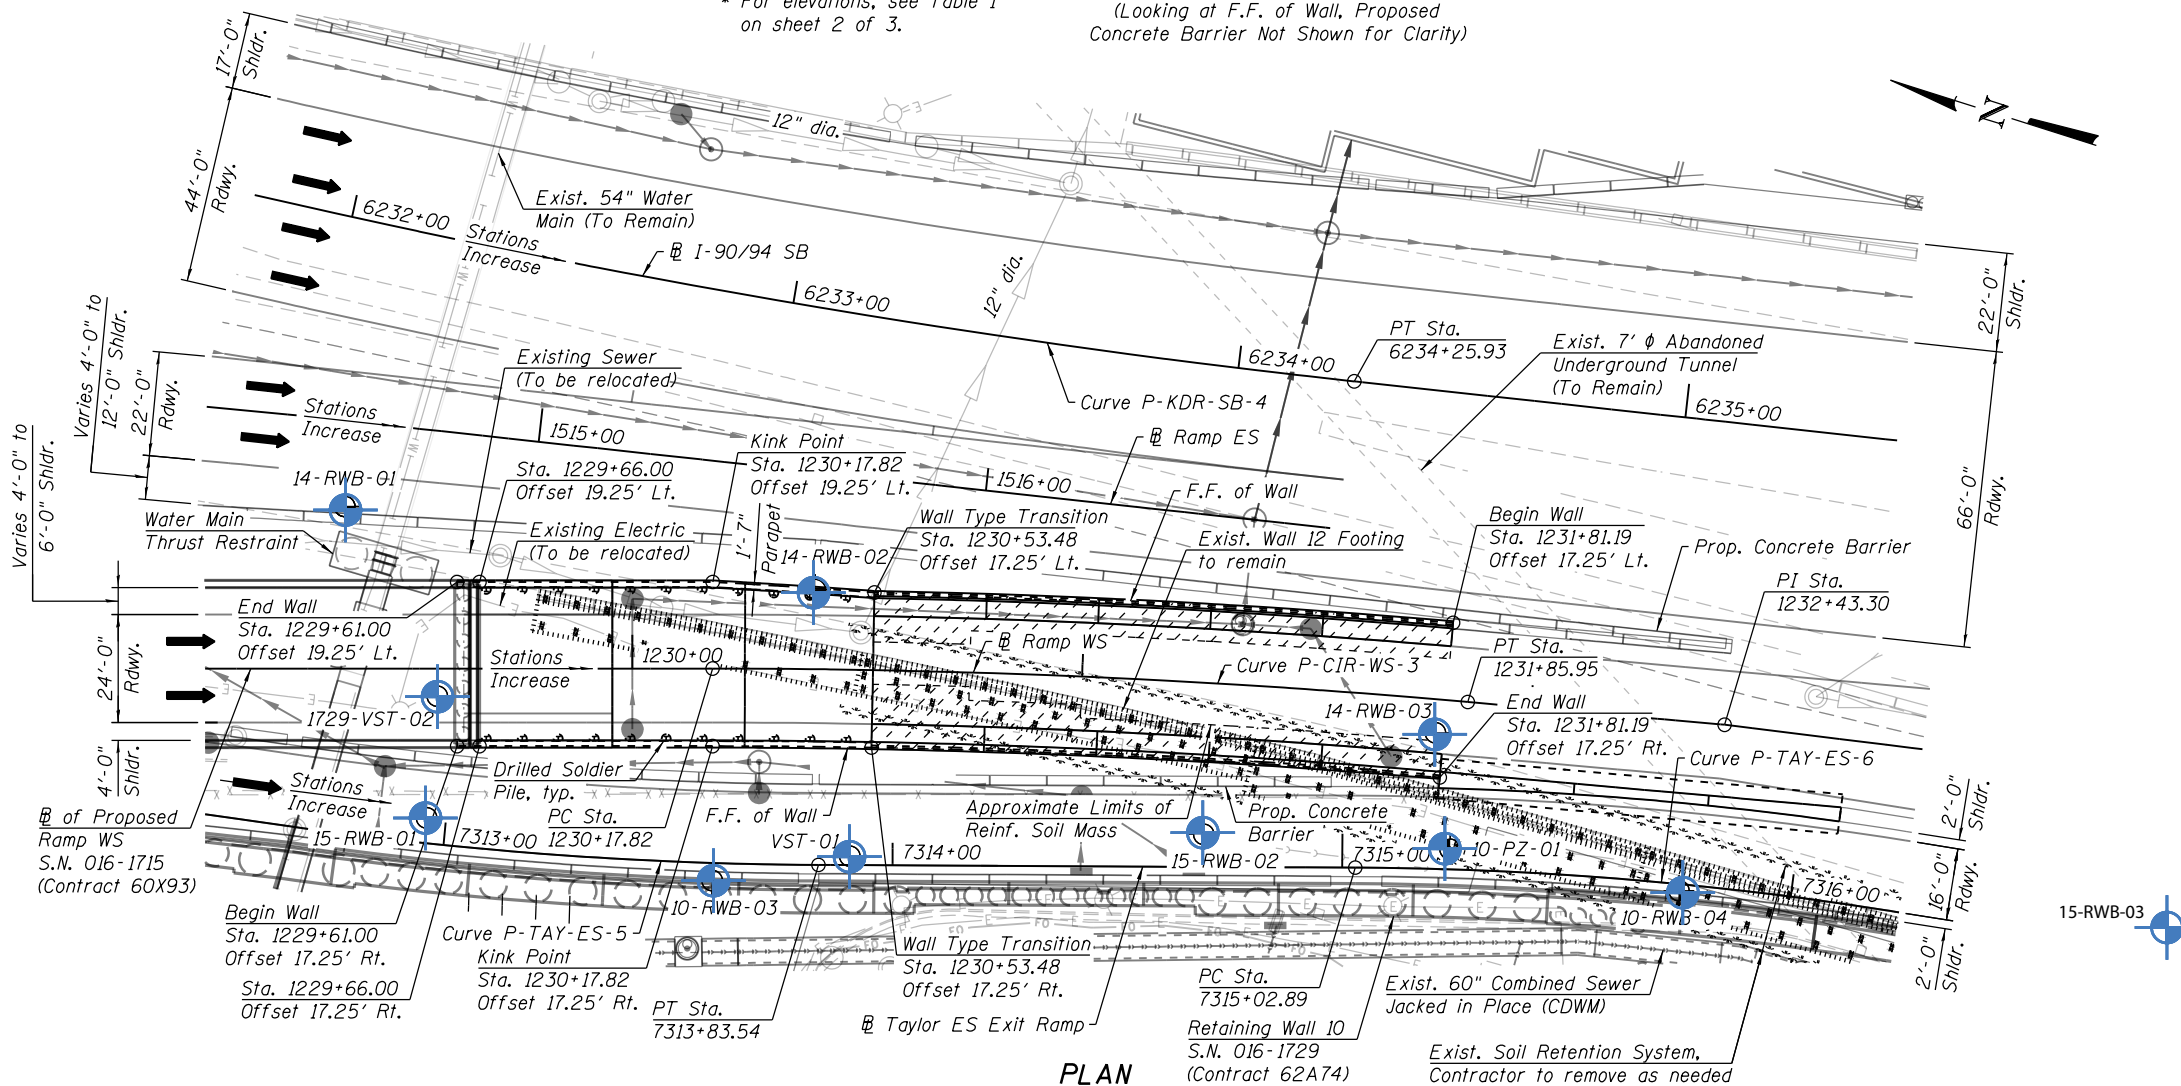 * For elevations, see Table 1
on sheet 2 of 3.
(Looking at F.F. of Wall, Proposed
Concrete Barrier Not Shown for Clarity)
17'-0"
Shldr.
44'-0"
Rdwy.
12" dia.
N
Exist. 54" Water
Main (To Remain)
6232+00
Stations
Increase
℄ I-90/94 SB
6233+00
12" dia.
6234+00
PT Sta.
6234+25.93
Exist. 7' ϕ Abandoned
Underground Tunnel
(To Remain)
6235+00
22'-0"
Shldr.
66'-0"
Rdwy.
Varies 4'-0" to
12'-0" Shldr.
22'-0"
Rdwy.
Varies 4'-0" to
6'-0" Shldr.
Existing Sewer
(To be relocated)
Stations
Increase
1515+00
Curve P-KDR-SB-4
℄ Ramp ES
1516+00
Kink Point
Sta. 1230+17.82
Offset 19.25' Lt.
Sta. 1229+66.00
Offset 19.25' Lt.
14-RWB-01
Water Main
Thrust Restraint
Existing Electric
(To be relocated)
1'-7"
Parapet
14-RWB-02
Wall Type Transition
Sta. 1230+53.48
Offset 19.25' Lt.
F.F. of Wall
Exist. Wall 12 Footing
to remain
Begin Wall
Sta. 1231+81.19
Offset 17.25' Lt.
Prop. Concrete Barrier
PI Sta.
1232+43.30
End Wall
Sta. 1229+61.00
Offset 19.25' Lt.
24'-0"
Rdwy.
Stations
Increase
1230+00
℄ Ramp WS
Curve P-CIR-WS-3
PT Sta.
1231+85.95
1729-VST-02
14-RWB-03
End Wall
Sta. 1231+81.19
Offset 17.25' Rt.
Curve P-TAY-ES-6
4'-0"
Shldr.
Stations
Increase
Drilled Soldier
Pile, typ.
PC Sta.
1230+17.82
F.F. of Wall
Approximate Limits of
Reinf. Soil Mass
Prop. Concrete
Barrier
2'-0"
Shldr.
℄ of Proposed
Ramp WS
S.N. 016-1715
(Contract 60X93)
15-RWB-01
7313+00
VST-01
7314+00
15-RWB-02
7315+00
10-PZ-01
7316+00
16'-0"
Rdwy.
10-RWB-03
10-RWB-04
15-RWB-03
Begin Wall
Sta. 1229+61.00
Offset 17.25' Rt.
Curve P-TAY-ES-5
Kink Point
Sta. 1230+17.82
Offset 17.25' Rt.
Wall Type Transition
Sta. 1230+53.48
Offset 17.25' Rt.
2'-0"
Shldr.
Sta. 1229+66.00
Offset 17.25' Rt.
PT Sta.
7313+83.54
℄ Taylor ES Exit Ramp
PC Sta.
7315+02.89
Exist. 60" Combined Sewer
Jacked in Place (CDWM)
Retaining Wall 10
S.N. 016-1729
(Contract 62A74)
Exist. Soil Retention System,
Contractor to remove as needed
PLAN